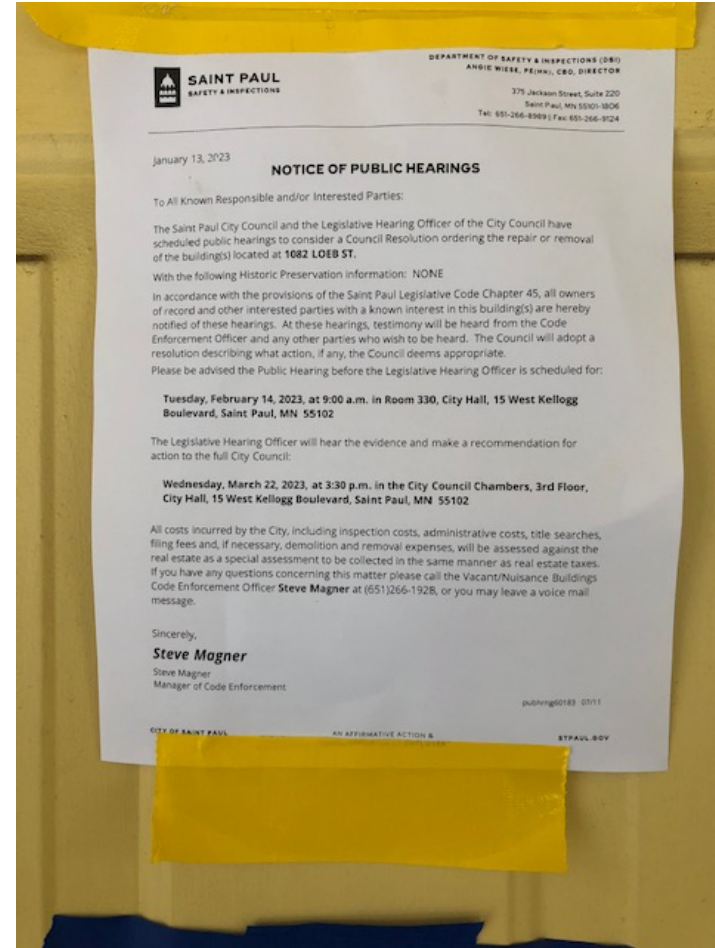 SAINT PAUL
SAFETY & INSPECTIONS
DEPARTMENT OF SAFETY & INSPECTIONS (DSI)
ANGIE WIESE, PE(MN), CBO, DIRECTOR
375 Jackson Street, Suite 220
Saint Paul, MN 55101-1806
Tel: 651-266-8989 | Fax: 651-266-9124
January 13, 2023
NOTICE OF PUBLIC HEARINGS
To All Known Responsible and/or Interested Parties:
The Saint Paul City Council and the Legislative Hearing Officer of the City Council have
scheduled public hearings to consider a Council Resolution ordering the repair or removal
of the building(s) located at 1082 LOEB ST.
With the following Historic Preservation information: NONE
In accordance with the provisions of the Saint Paul Legislative Code Chapter 45, all owners
of record and other interested parties with a known interest in this building(s) are hereby
notified of these hearings. At these hearings, testimony will be heard from the Code
Enforcement Officer and any other parties who wish to be heard. The Council will adopt a
resolution describing what action, if any, the Council deems appropriate.
Please be advised the Public Hearing before the Legislative Hearing Officer is scheduled for:
Tuesday, February 14, 2023, at 9:00 a.m. in Room 330, City Hall, 15 West Kellogg
Boulevard, Saint Paul, MN 55102
The Legislative Hearing Officer will hear the evidence and make a recommendation for
action to the full City Council:
Wednesday, March 22, 2023, at 3:30 p.m. in the City Council Chambers, 3rd Floor,
City Hall, 15 West Kellogg Boulevard, Saint Paul, MN 55102
All costs incurred by the City, including inspection costs, administrative costs, title searches,
filing fees and, if necessary, demolition and removal expenses, will be assessed against the
real estate as a special assessment to be collected in the same manner as real estate taxes.
If you have any questions concerning this matter please call the Vacant/Nuisance Buildings
Code Enforcement Officer Steve Magner at (651)266-1928, or you may leave a voice mail
message.
Sincerely,
Steve Magner
Steve Magner
Manager of Code Enforcement
pubhrng60183 07/11
CITY OF SAINT PAUL
AN AFFIRMATIVE ACTION &
STPAUL.GOV